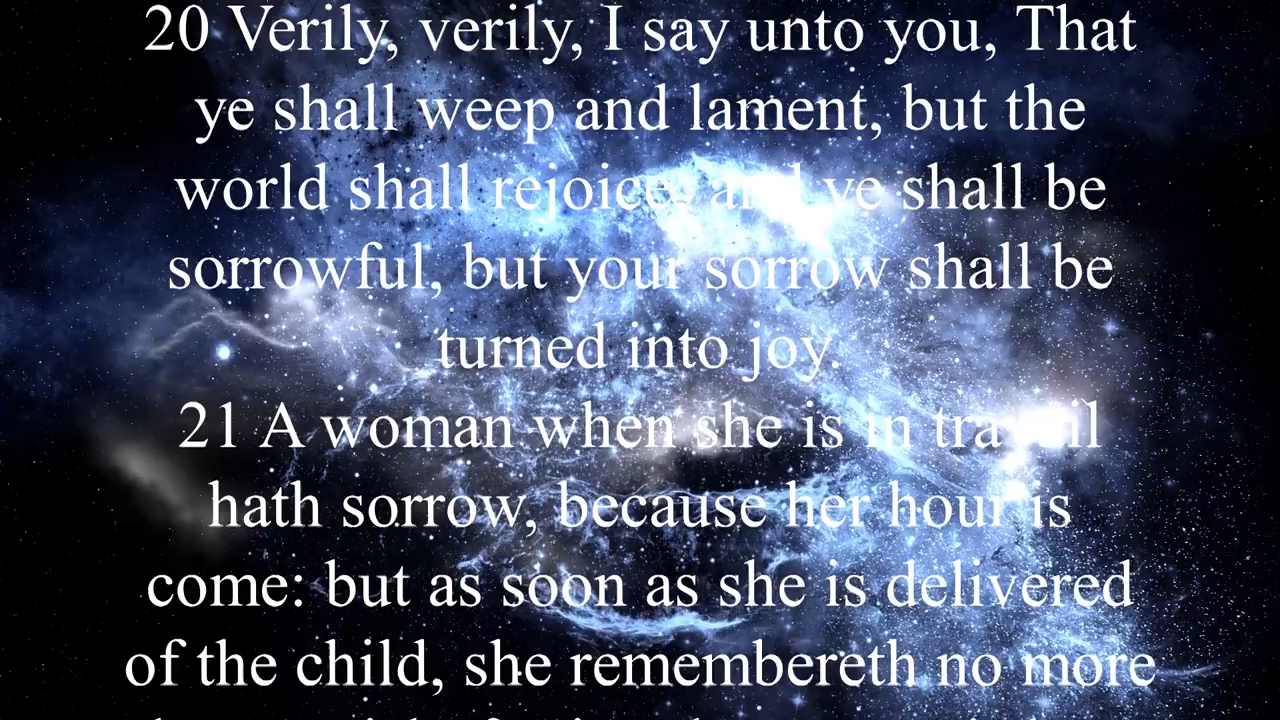 20 Verily, verily, I say unto you, That
ye shall weep and lament, but the
world shall rejoice: and ye shall be
sorrowful, but your sorrow shall be
turned into joy.
21 A woman when she is in travail
hath sorrow, because her hour is
come: but as soon as she is delivered
of the child, she remembereth no more